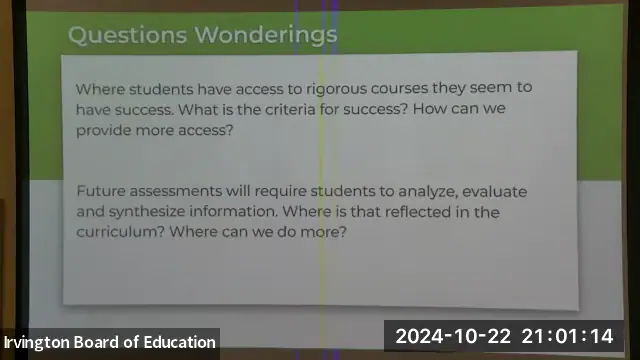 Questions Wonderings
Where students have access to rigorous courses they seem to
have success. What is the criteria for success? How can we
provide more access?
Future assessments will require students to analyze, evaluate
and synthesize information. Where is that reflected in the
curriculum? Where can we do more?
Irvington Board of Education
2024-10-22 21:01:14